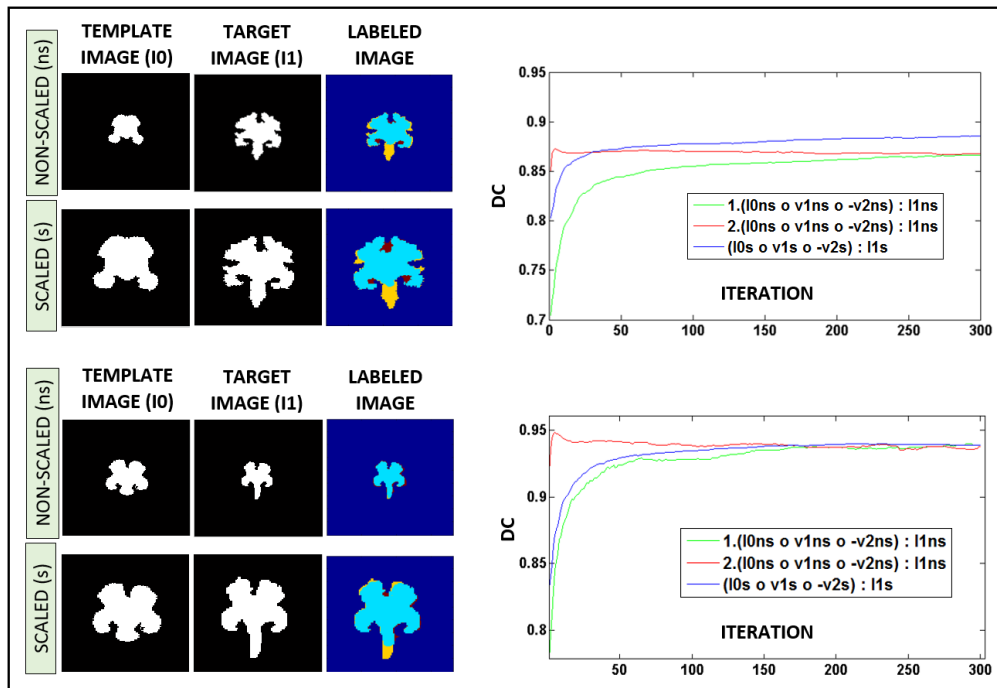 TEMPLATE IMAGE (I0)
TARGET IMAGE (I1)
LABELED IMAGE
NON-SCALED (ns)
SCALED (s)
0.95
0.9
0.85
0.8
0.75
0.7
DC
0
50
100
150
200
250
300
1.(I0ns o v1ns o -v2ns) : I1ns
2.(I0ns o v1ns o -v2ns) : I1ns
(I0s o v1s o -v2s) : I1s
ITERATION
TEMPLATE IMAGE (I0)
TARGET IMAGE (I1)
LABELED IMAGE
NON-SCALED (ns)
SCALED (s)
0.95
0.9
0.85
0.8
DC
50
100
150
200
250
300
1.(I0ns o v1ns o -v2ns) : I1ns
2.(I0ns o v1ns o -v2ns) : I1ns
(I0s o v1s o -v2s) : I1s
ITERATION